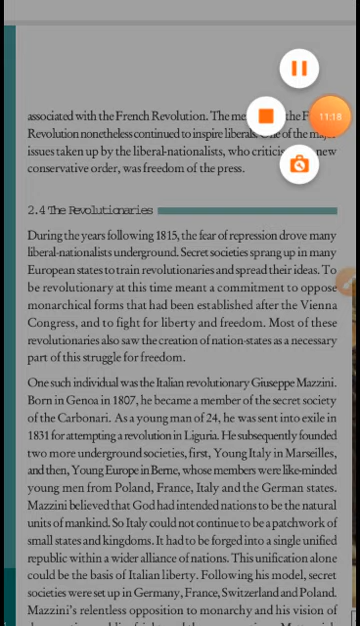 associated with the French Revolution. The me the F
Revolution nonetheless continued to inspire liberals. One of the major
issues taken up by the liberal-nationalists, who criticis new
conservative order, was freedom of the press.
11:18
2.4 The Revolutionaries
During the years following 1815, the fear of repression drove many
liberal-nationalists underground. Secret societies sprang up in many
European states to train revolutionaries and spread their ideas. To
be revolutionary at this time meant a commitment to oppose
monarchical forms that had been established after the Vienna
Congress, and to fight for liberty and freedom. Most of these
revolutionaries also saw the creation of nation-states as a necessary
part of this struggle for freedom.
One such individual was the Italian revolutionary Giuseppe Mazzini.
Born in Genoa in 1807, he became a member of the secret society
of the Carbonari. As a young man of 24, he was sent into exile in
1831 for attempting a revolution in Liguria. He subsequently founded
two more underground societies, first, Young Italy in Marseilles,
and then, Young Europe in Berne, whose members were like-minded
young men from Poland, France, Italy and the German states.
Mazzini believed that God had intended nations to be the natural
units of mankind. So Italy could not continue to be a patchwork of
small states and kingdoms. It had to be forged into a single unified
republic within a wider alliance of nations. This unification alone
could be the basis of Italian liberty. Following his model, secret
societies were set up in Germany, France, Switzerland and Poland.
Mazzini's relentless opposition to monarchy and his vision of